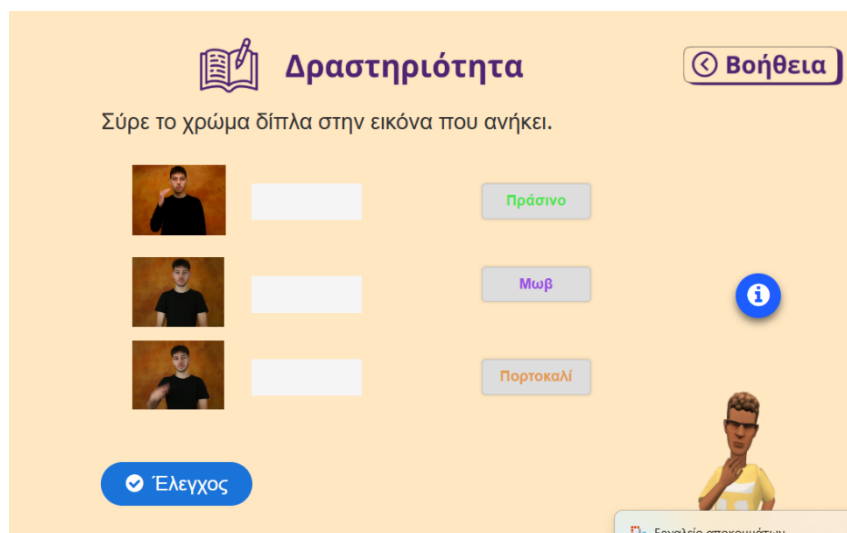 Δραστηριότητα
Βοήθεια
Σύρε το χρώμα δίπλα στην εικόνα που ανήκει.
Πράσινο
Μωβ
Πορτοκαλί
Έλεγχος